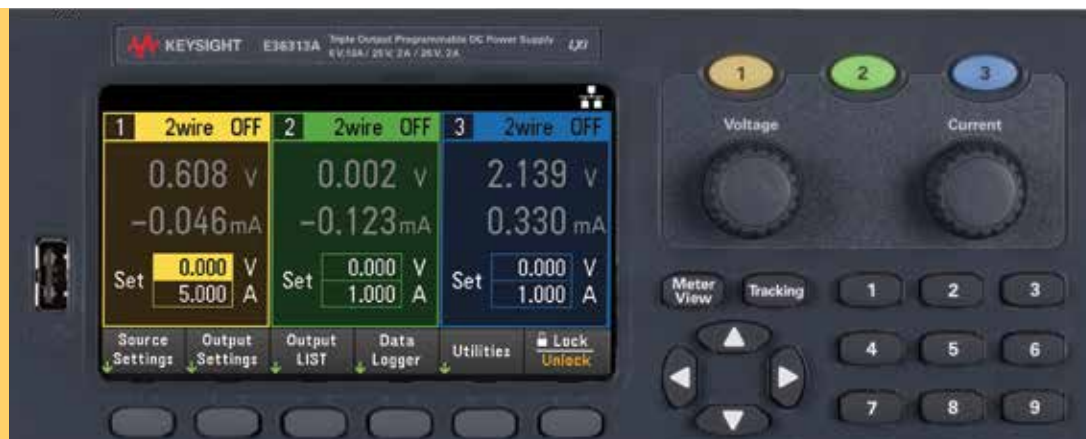 KEYSIGHT E36313A Triple Output Programmable DC Power Supply LXI
6V, 10A / 25V, 2A / 25V, 2A
1 2 3
1 2wire OFF 2 2wire OFF 3 2wire OFF
Voltage Current
0.608 V 0.002 V 2.139 V
-0.046mA -0.123mA 0.330 mA
Set 0.000 V Set 0.000 V Set 0.000 V
5.000 A 1.000 A 1.000 A
Meter View Tracking 1 2 3
Source Settings Output Settings Output LIST Data Logger Utilities Lock Unlock
4 5 6
7 8 9